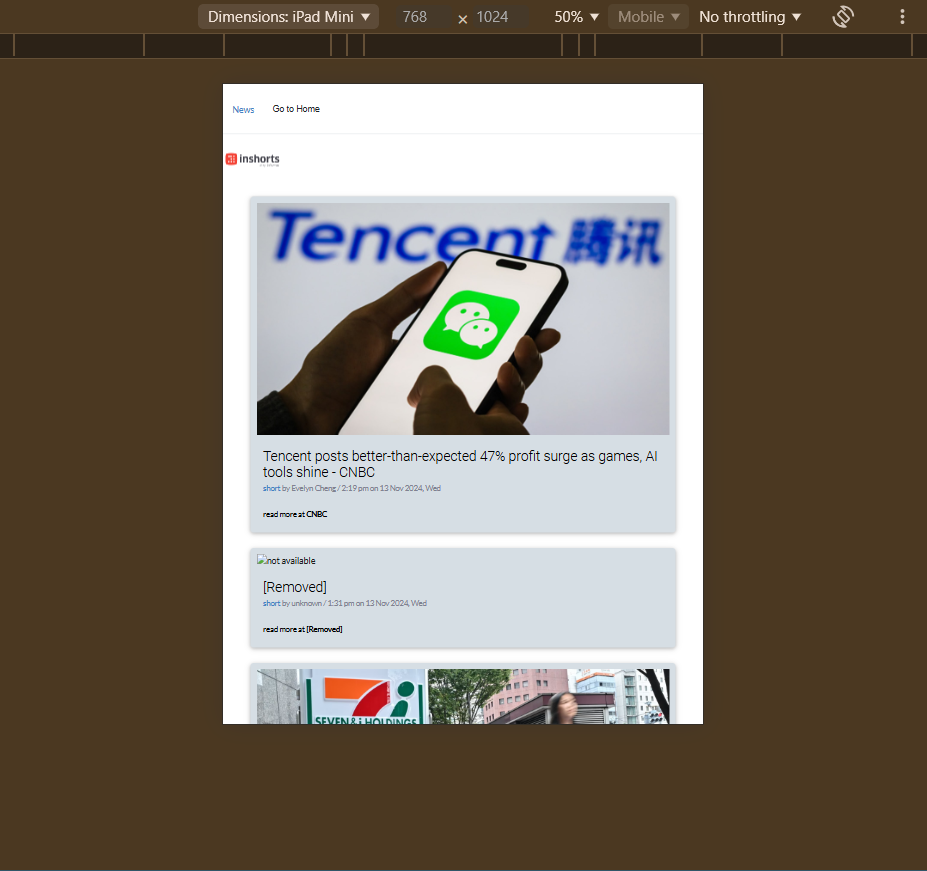 Dimensions: iPad Mini
768 × 1024
50%
Mobile
No throttling
News
Go to Home
inshorts
Tencent 腾讯
Tencent posts better-than-expected 47% profit surge as games, AI
tools shine - CNBC
short by Evelyn Cheng / 2:19 pm on 13 Nov 2024, Wed
read more at CNBC
not available
[Removed]
short by unknown / 1:31 pm on 13 Nov 2024, Wed
read more at [Removed]
SEVEN & i HOLDINGS